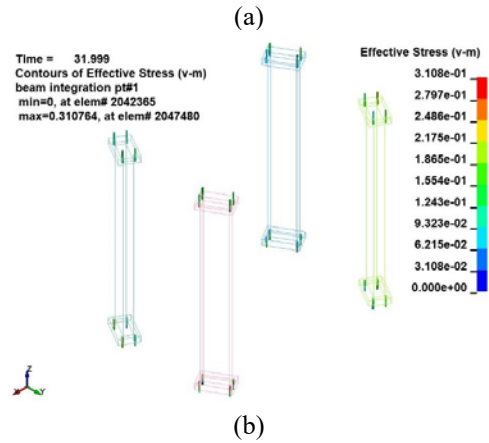 (a)
Time = 31.999
Contours of Effective Stress (v-m)
beam integration pt#1
min=0, at elem# 2042365
max=0.310764, at elem# 2047480
Effective Stress (v-m)
3.108e-01
2.797e-01
2.486e-01
2.175e-01
1.865e-01
1.554e-01
1.243e-01
9.323e-02
6.215e-02
3.108e-02
0.000e+00
Z
X
Y
(b)